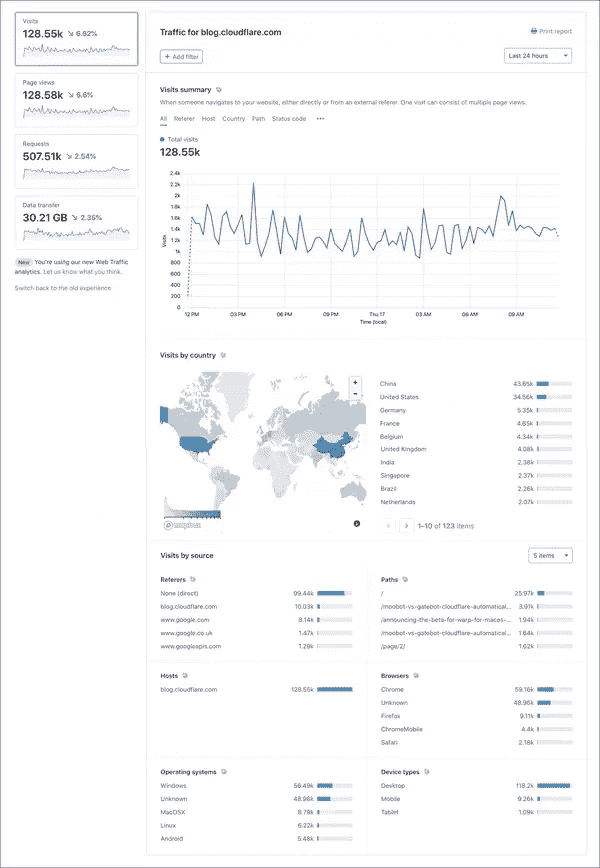 Visits
128.55k ↘ 6.62%
Page views
128.58k ↘ 6.6%
Requests
507.51k ↘ 2.54%
Data transfer
30.21 GB ↘ 2.35%
New You're using our new Web Traffic
analytics. Let us know what you think.
Switch back to the old experience
Traffic for blog.cloudflare.com
Print report
+ Add filter
Last 24 hours
Visits summary
When someone navigates to your website, either directly or from an external referer. One visit can consist of multiple page views.
All Referer Host Country Path Status code •••
Total visits
128.55k
2.4k
2.2k
2k
1.8k
1.6k
1.4k
1.2k
1k
800
600
400
200
0
Visits
12 PM 03 PM 06 PM 09 PM Thu 17 03 AM 06 AM 09 AM
Time (local)
Visits by country
+
−
mapbox
China 43.65k
United States 34.56k
Germany 5.35k
France 4.65k
Belgium 4.34k
United Kingdom 4.08k
India 2.38k
Singapore 2.37k
Brazil 2.26k
Netherlands 2.07k
< > 1–10 of 123 items
Visits by source
5 items
Referers
None (direct) 99.44k
blog.cloudflare.com 10.03k
www.google.com 8.14k
www.google.co.uk 1.47k
www.googleapis.com 1.29k
Paths
/ 25.97k
/moobot-vs-gatebot-cloudflare-automatical... 3.91k
/announcing-the-beta-for-warp-for-macos-... 1.94k
/moobot-vs-gatebot-cloudflare-automatical... 1.64k
/page/2/ 1.62k
Hosts
blog.cloudflare.com 128.55k
Browsers
Chrome 59.16k
Unknown 48.96k
Firefox 9.11k
ChromeMobile 4.4k
Safari 2.18k
Operating systems
Windows 56.49k
Unknown 48.96k
MacOSX 8.79k
Linux 6.22k
Android 5.48k
Device types
Desktop 118.2k
Mobile 9.26k
Tablet 1.09k